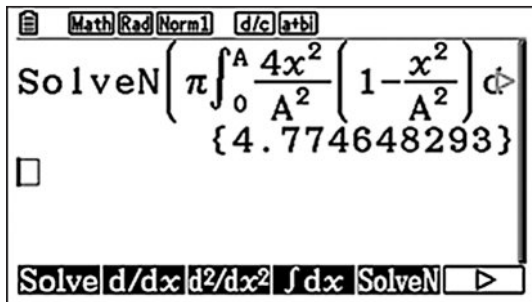 Math Rad Norm1 d/c a+bi
SolveN(π∫₀ᴬ 4x²/A² (1-x²/A²) d
{4.774648293}
Solve d/dx d²/dx² ∫dx SolveN ▷